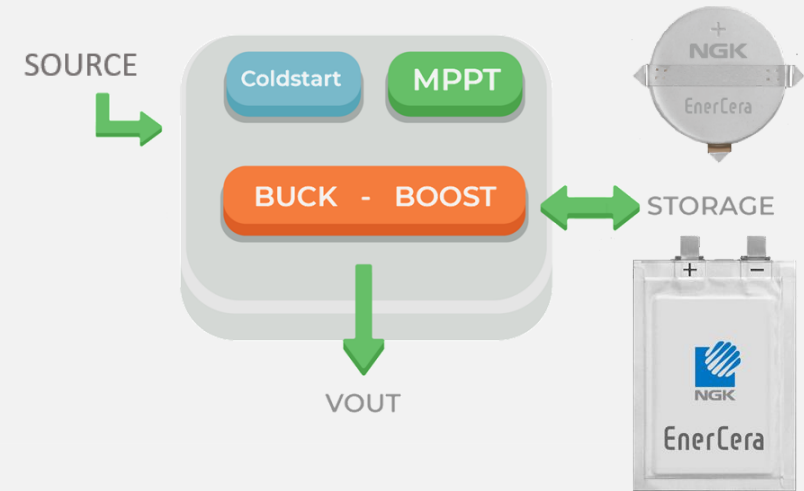 SOURCE
Coldstart
MPPT
BUCK - BOOST
VOUT
+
NGK
EnerCera
STORAGE
+ −
NGK
EnerCera